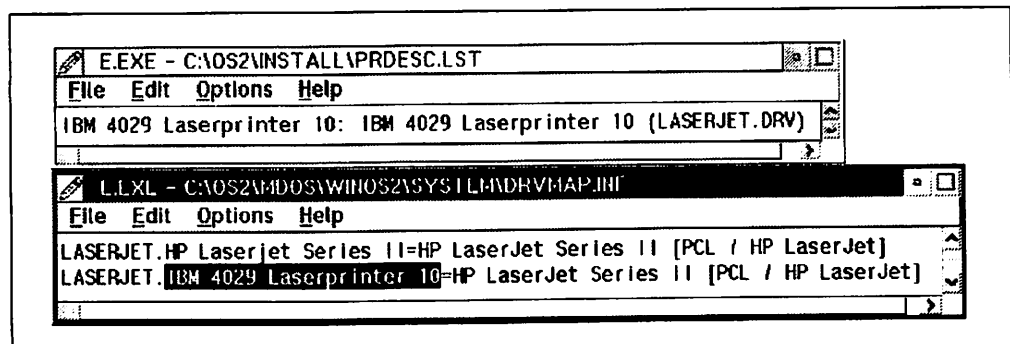 E.EXE - C:\OS2\INSTALL\PRDESC.LST
File Edit Options Help
IBM 4029 Laserprinter 10: IBM 4029 Laserprinter 10 (LASERJET.DRV)
E.EXE - C:\OS2\MDOS\WINOS2\SYSTEM\DRVMAP.INF
File Edit Options Help
LASERJET.HP Laserjet Series II=HP LaserJet Series II [PCL / HP LaserJet]
LASERJET.IBM 4029 Laserprinter 10=HP LaserJet Series II [PCL / HP LaserJet]